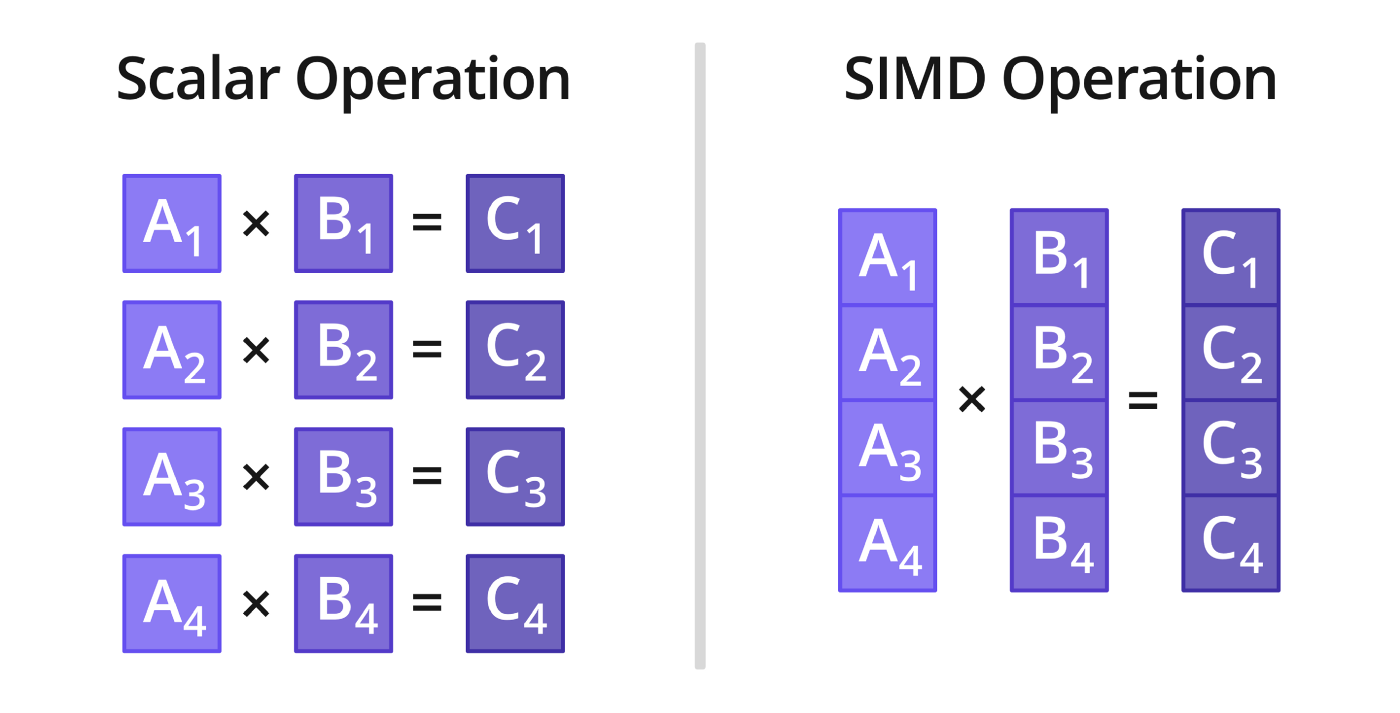 Scalar Operation
A₁ × B₁ = C₁
A₂ × B₂ = C₂
A₃ × B₃ = C₃
A₄ × B₄ = C₄
SIMD Operation
A₁ B₁ C₁
A₂ B₂ C₂
× =
A₃ B₃ C₃
A₄ B₄ C₄